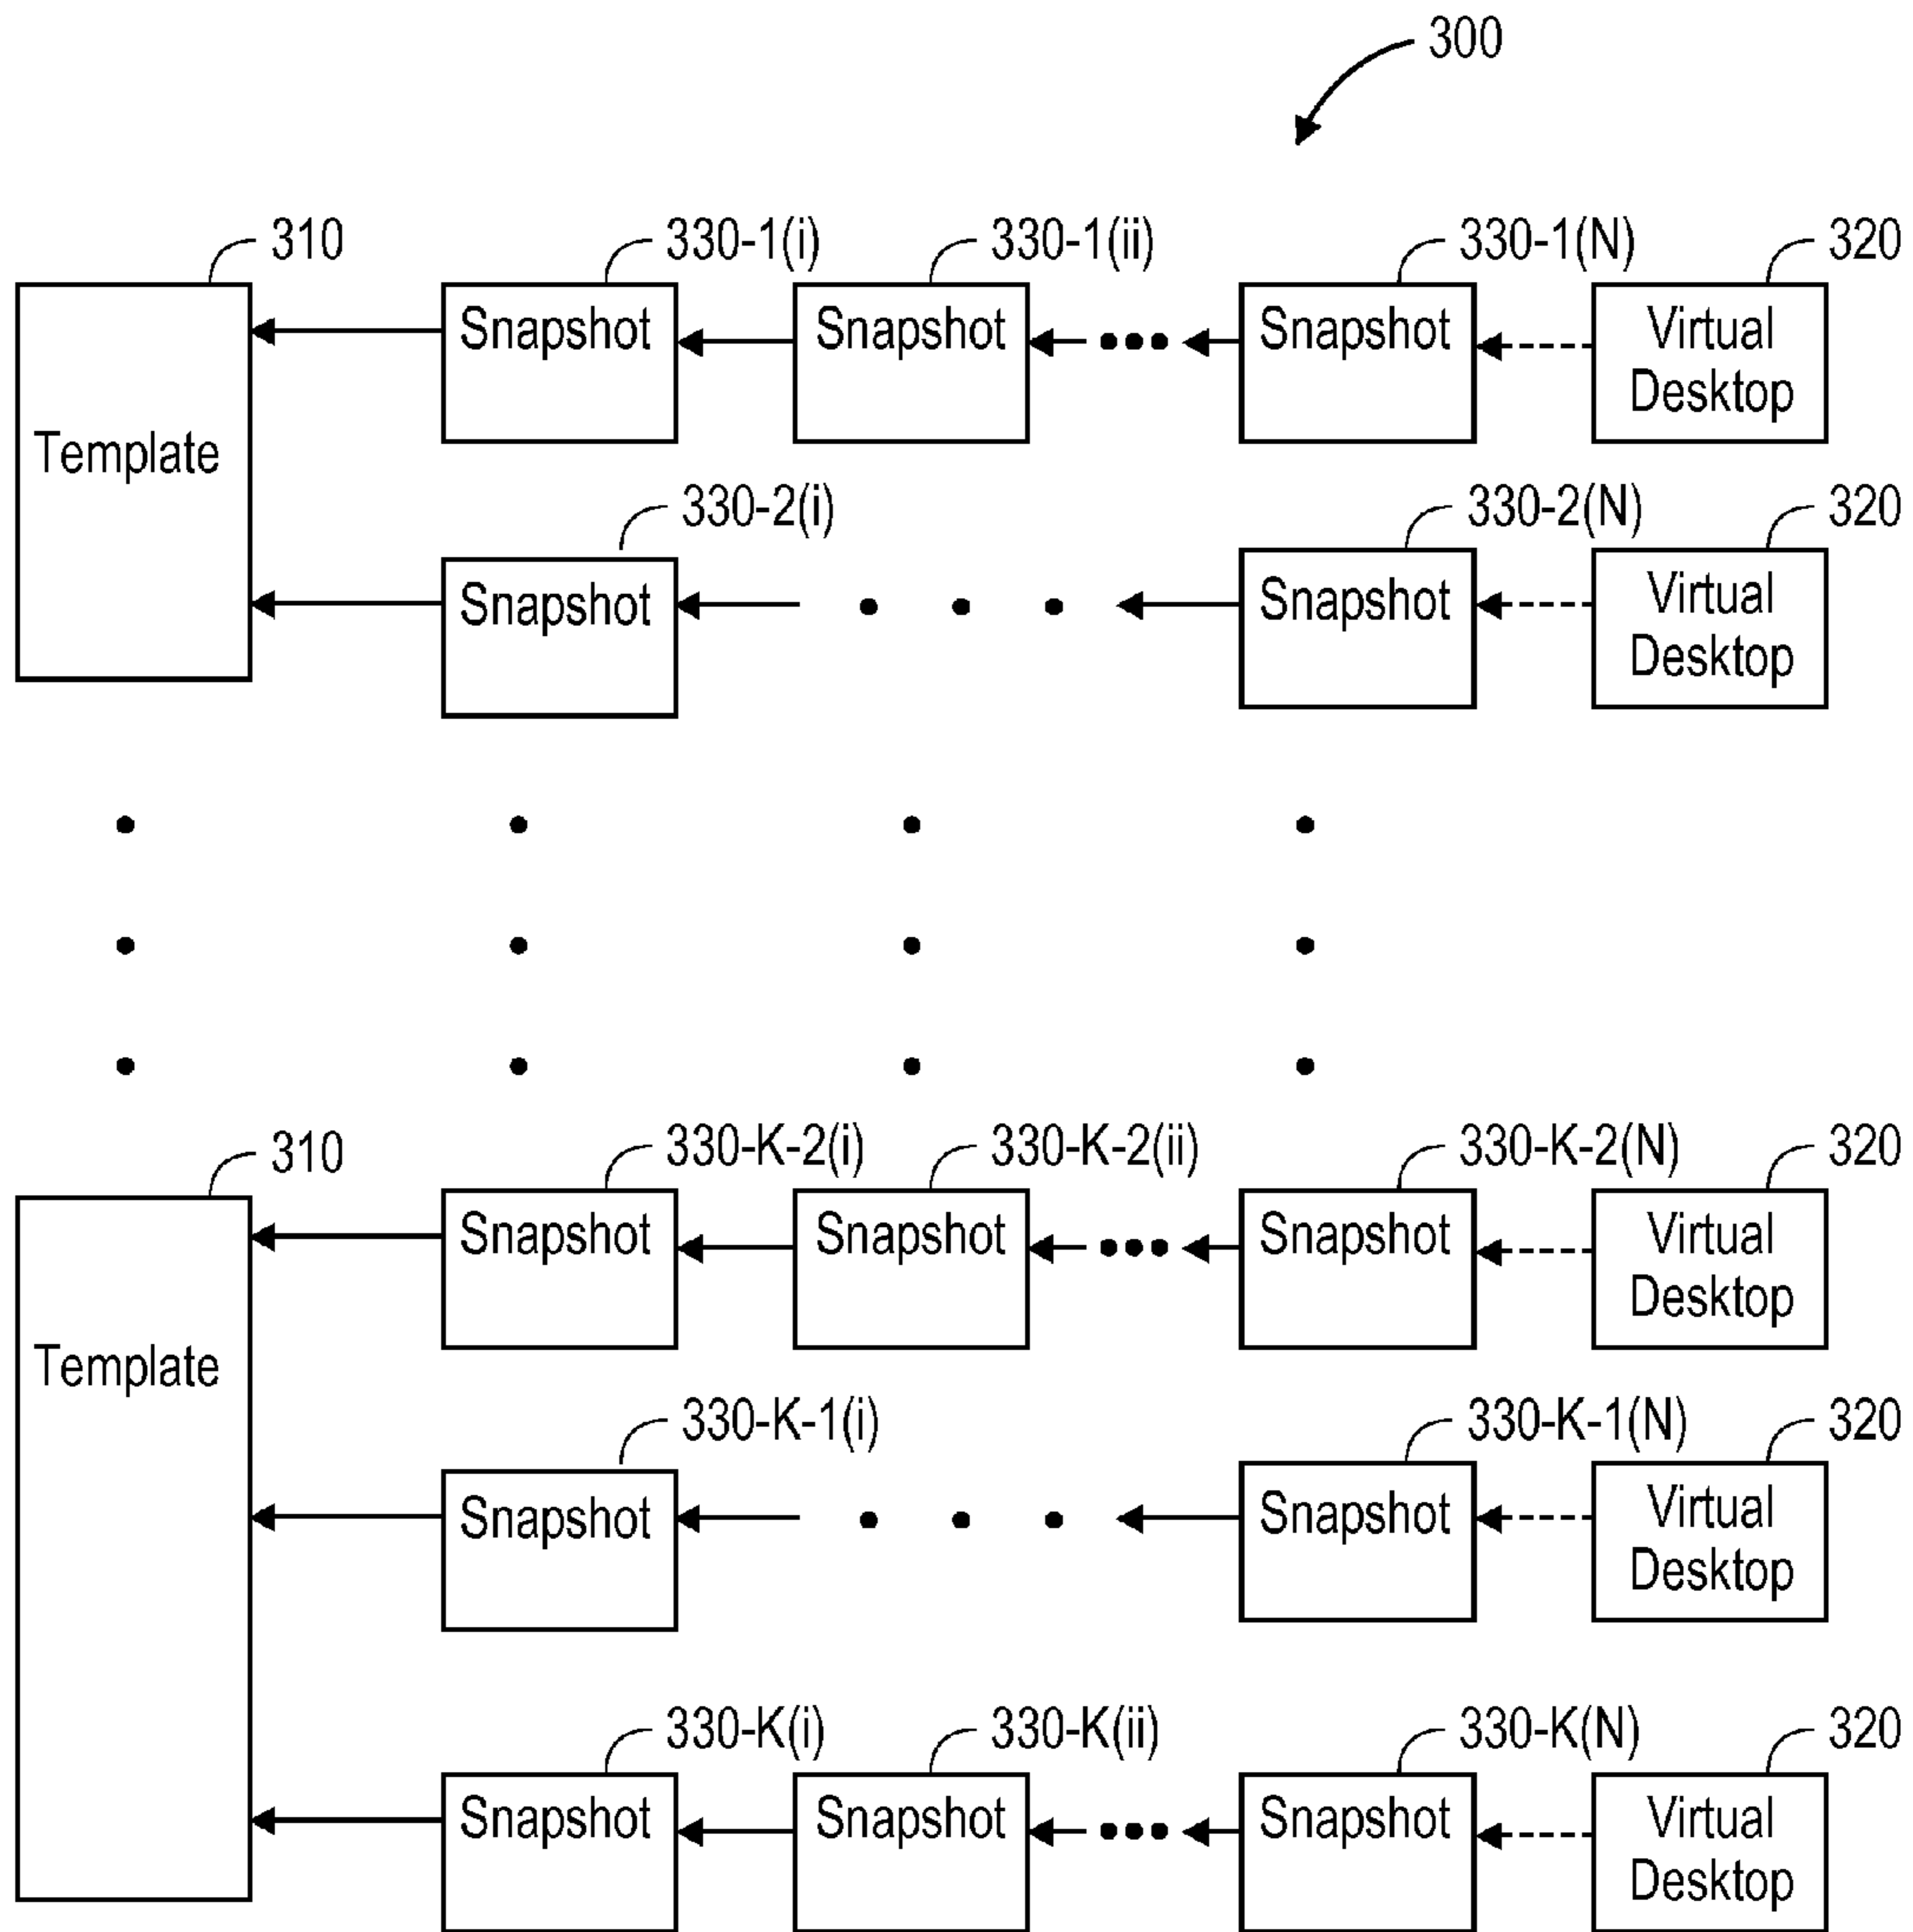 300
310
330-1(i)
330-1(ii)
330-1(N)
320
Template
Snapshot
Snapshot
Snapshot
Virtual
Desktop
330-2(i)
330-2(N)
320
Snapshot
Snapshot
Virtual
Desktop
310
330-K-2(i)
330-K-2(ii)
330-K-2(N)
320
Template
Snapshot
Snapshot
Snapshot
Virtual
Desktop
330-K-1(i)
330-K-1(N)
320
Snapshot
Snapshot
Virtual
Desktop
330-K(i)
330-K(ii)
330-K(N)
320
Snapshot
Snapshot
Snapshot
Virtual
Desktop